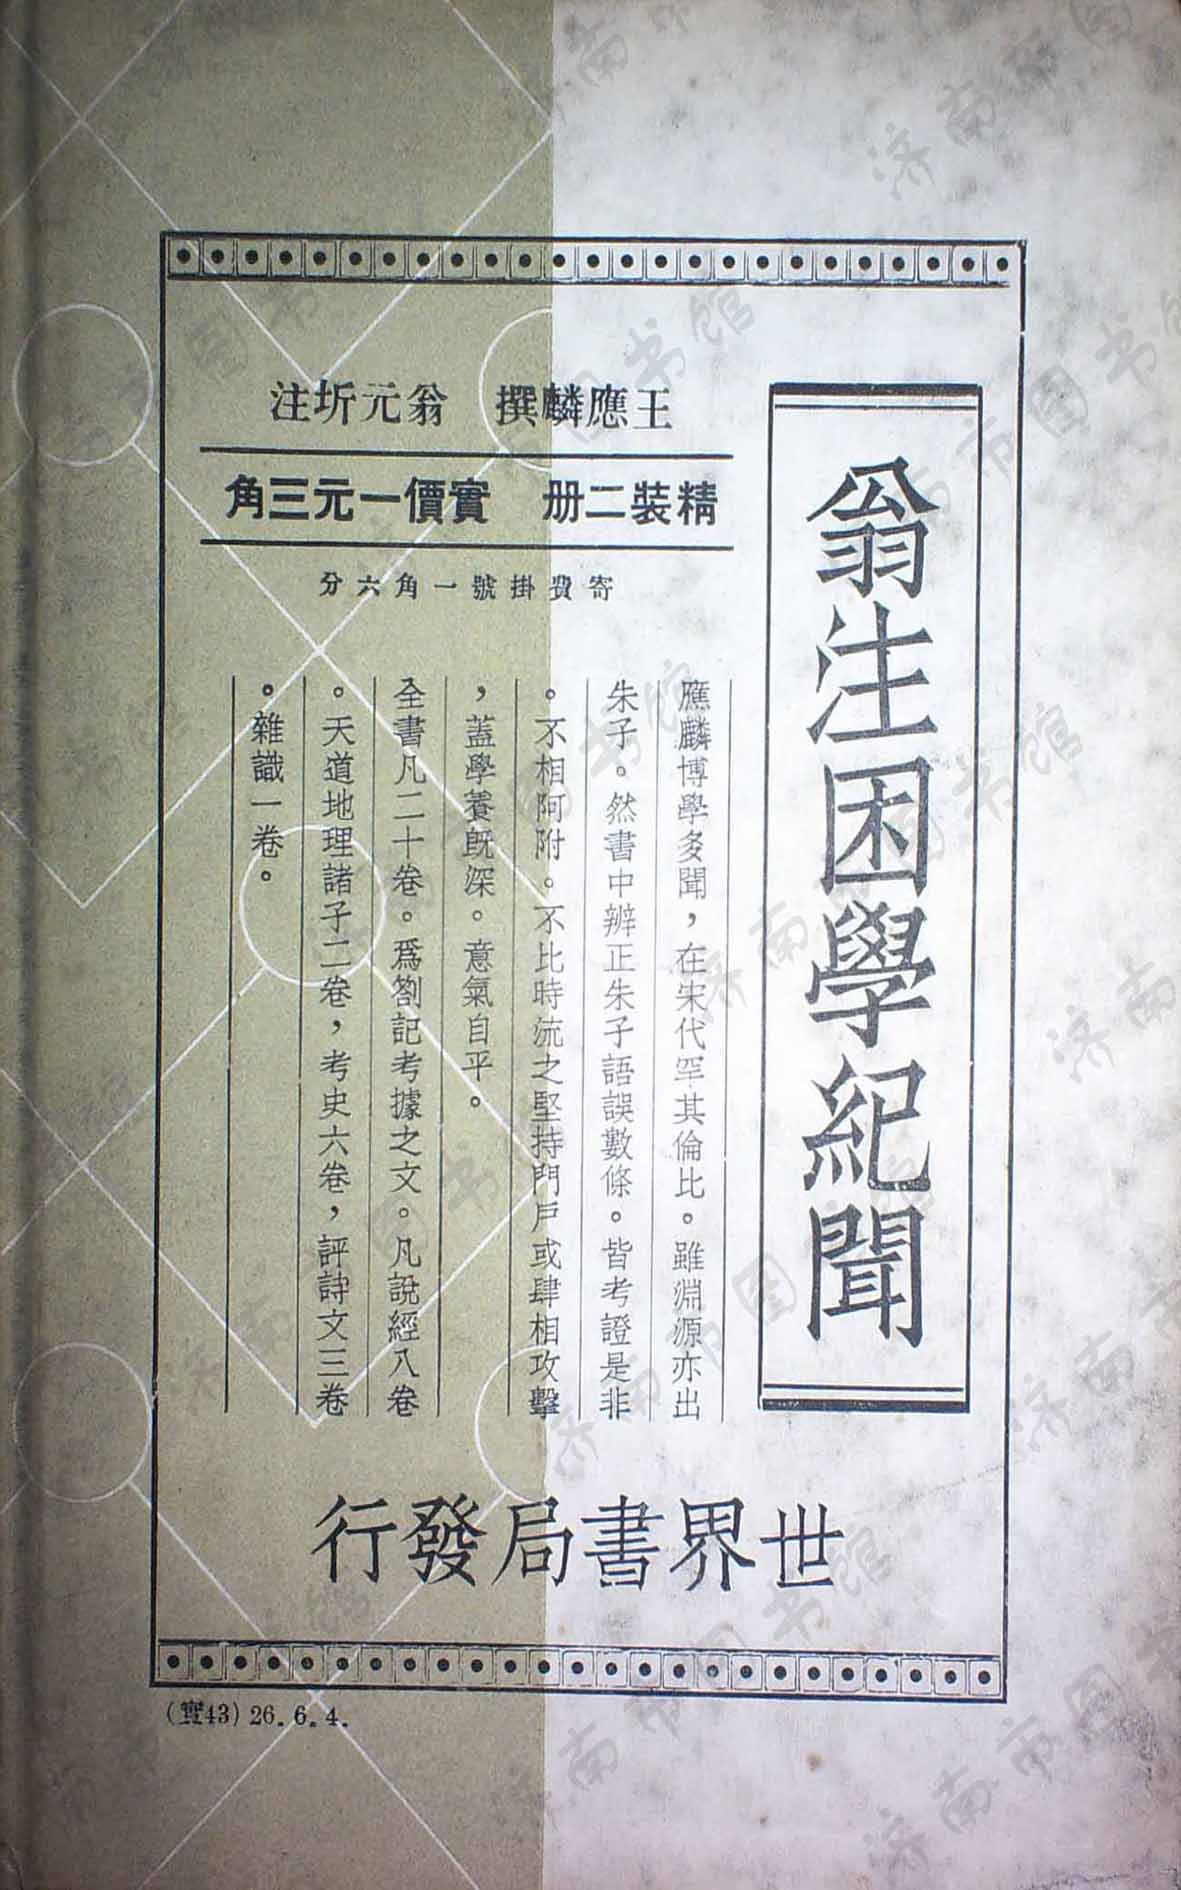 翁注困學紀聞
王應麟撰　翁元圻注
精裝二册　實價一元三角
寄費掛號一角六分
應麟博學多聞，在宋代罕其倫比。雖淵源亦出
朱子。然書中辨正朱子語誤數條。皆考證是非
。不相阿附。不比時流之堅持門戶或肆相攻擊
，蓋學養既深。意氣自平。
全書凡二十卷。爲劄記考據之文。凡說經八卷
。天道地理諸子二卷，考史六卷，評詩文三卷
。雜識一卷。
世界書局發行
(實43) 26. 6. 4.
济南市图书馆